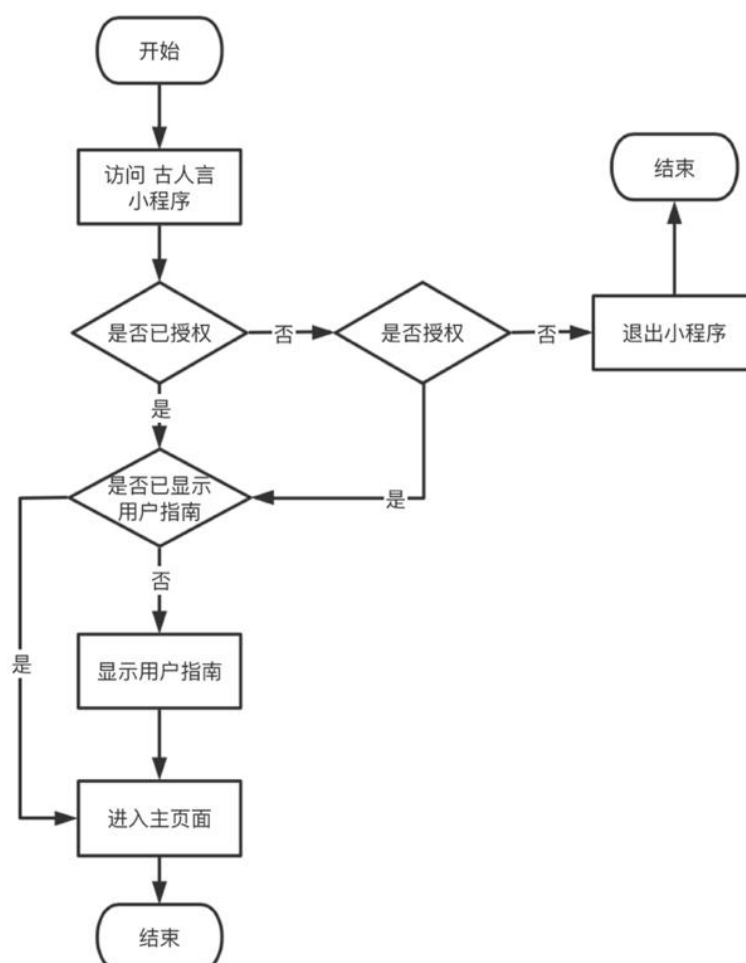 开始
访问 古人言
小程序
结束
是否已授权
否
是否授权
否
退出小程序
是
是否已显示
用户指南
是
否
是
显示用户指南
进入主页面
结束